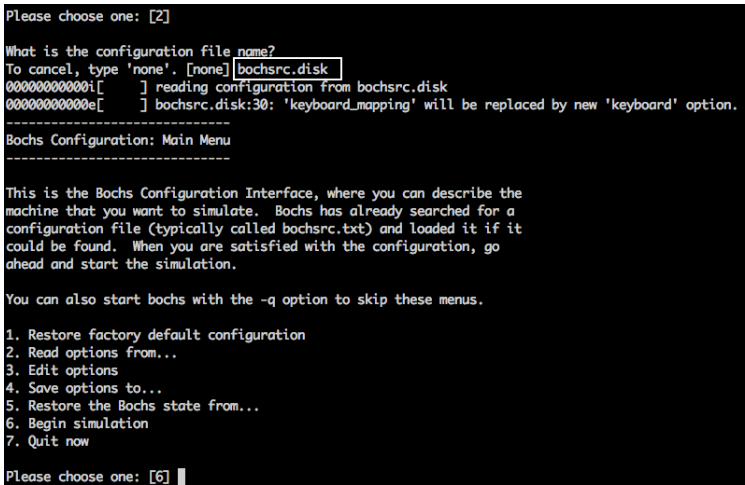 Please choose one: [2]
What is the configuration file name?
To cancel, type 'none'. [none] bochsrc.disk
00000000000i[     ] reading configuration from bochsrc.disk
00000000000e[     ] bochsrc.disk:30: 'keyboard_mapping' will be replaced by new 'keyboard' option.
------------------------------
Bochs Configuration: Main Menu
------------------------------
This is the Bochs Configuration Interface, where you can describe the
machine that you want to simulate.  Bochs has already searched for a
configuration file (typically called bochsrc.txt) and loaded it if it
could be found.  When you are satisfied with the configuration, go
ahead and start the simulation.
You can also start bochs with the -q option to skip these menus.
1. Restore factory default configuration
2. Read options from...
3. Edit options
4. Save options to...
5. Restore the Bochs state from...
6. Begin simulation
7. Quit now
Please choose one: [6]